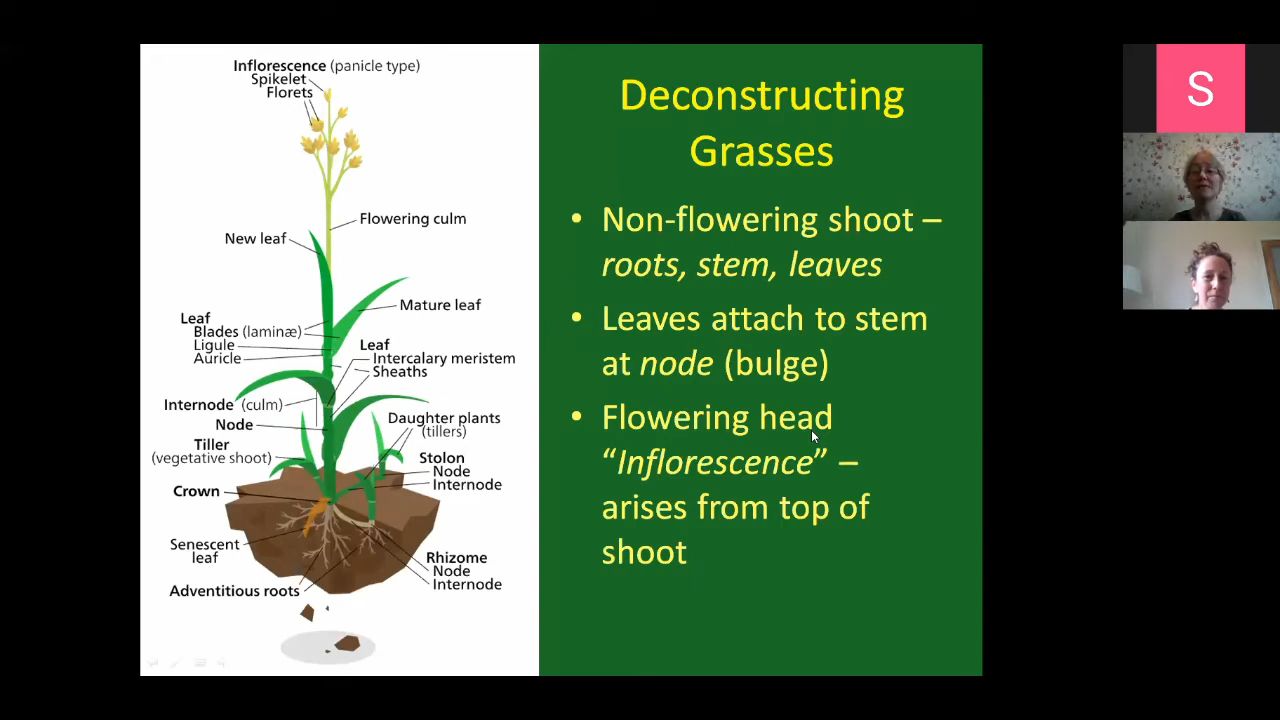 Inflorescence (panicle type)
Spikelet
Florets
Flowering culm
New leaf
Mature leaf
Leaf
Blades (laminæ)
Ligule
Auricle
Leaf
Intercalary meristem
Sheaths
Internode (culm)
Node
Daughter plants
(tillers)
Tiller
(vegetative shoot)
Stolon
Node
Internode
Crown
Senescent
leaf
Rhizome
Node
Internode
Adventitious roots
Deconstructing
Grasses
• Non-flowering shoot –
roots, stem, leaves
• Leaves attach to stem
at node (bulge)
• Flowering head
“Inflorescence” –
arises from top of
shoot
S